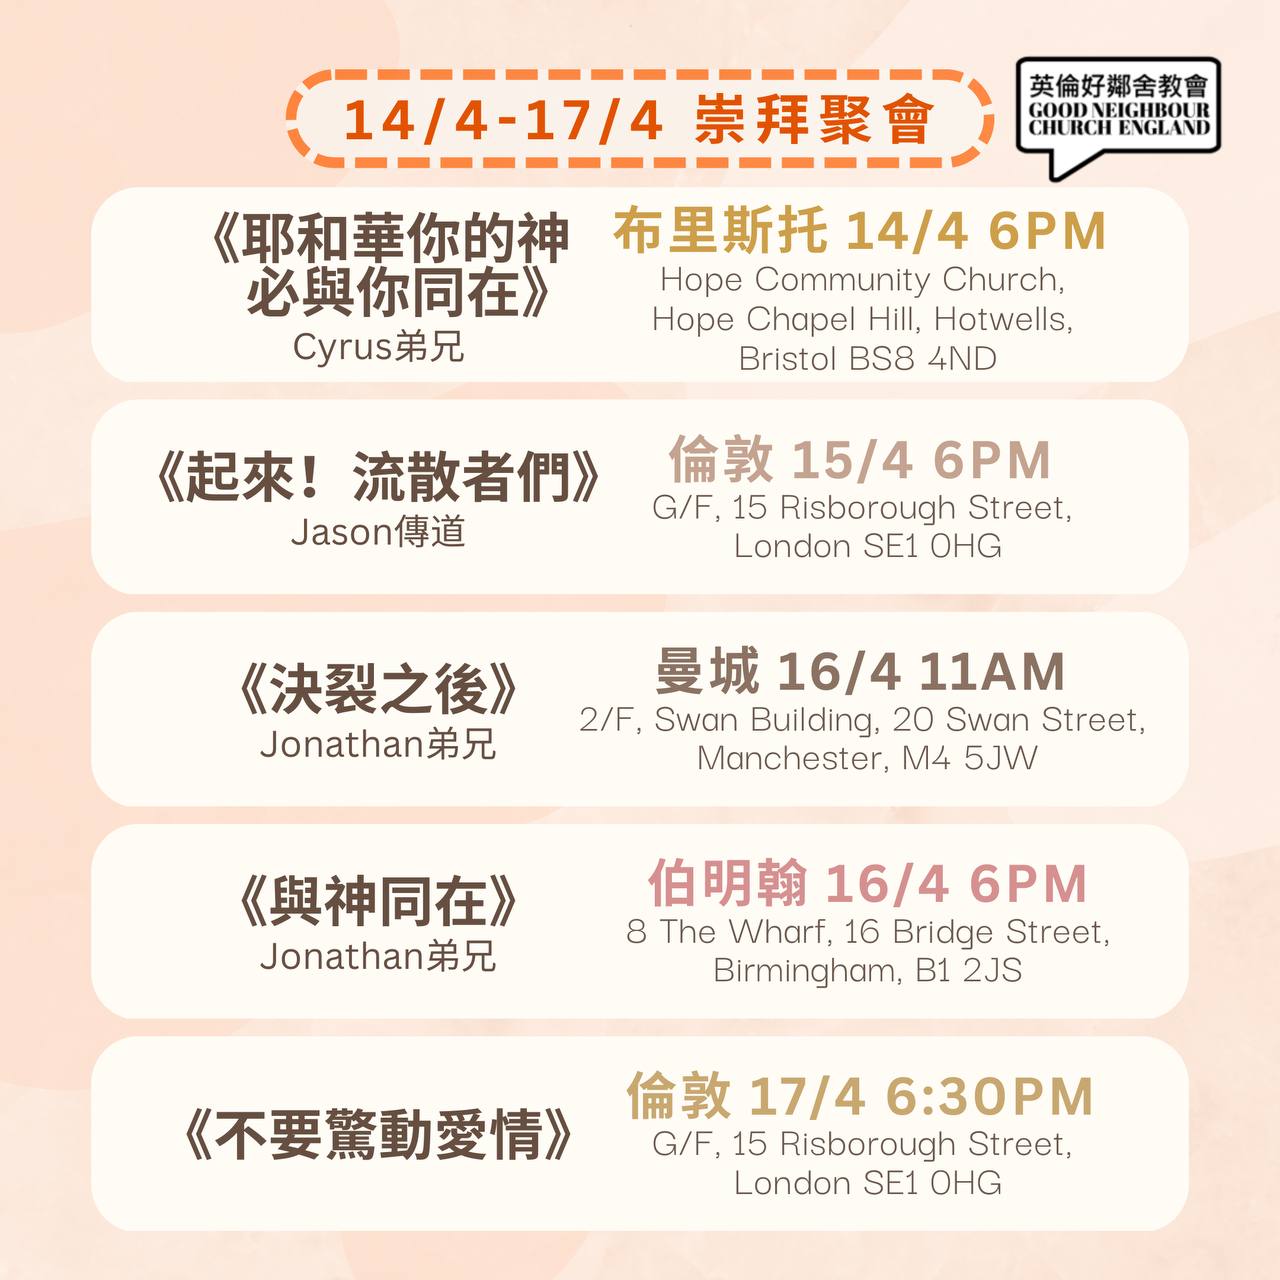 14/4-17/4 崇拜聚會
英倫好鄰舍教會
GOOD NEIGHBOUR
CHURCH ENGLAND
《耶和華你的神
必與你同在》
Cyrus弟兄
布里斯托 14/4 6PM
Hope Community Church,
Hope Chapel Hill, Hotwells,
Bristol BS8 4ND
《起來！流散者們》
Jason傳道
倫敦 15/4 6PM
G/F, 15 Risborough Street,
London SE1 0HG
《決裂之後》
Jonathan弟兄
曼城 16/4 11AM
2/F, Swan Building, 20 Swan Street,
Manchester, M4 5JW
《與神同在》
Jonathan弟兄
伯明翰 16/4 6PM
8 The Wharf, 16 Bridge Street,
Birmingham, B1 2JS
《不要驚動愛情》
倫敦 17/4 6:30PM
G/F, 15 Risborough Street,
London SE1 0HG